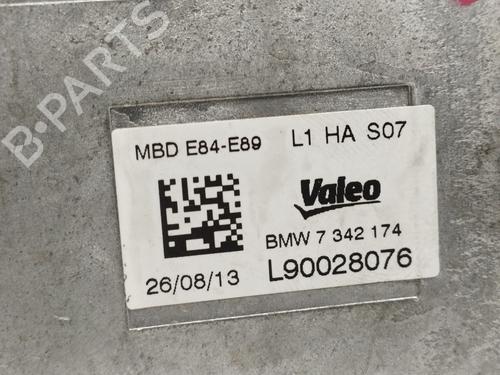 B-PARTS
MBD E84-E89 L1 HA S07
Valeo
BMW 7 342 174
26/08/13 L90028076